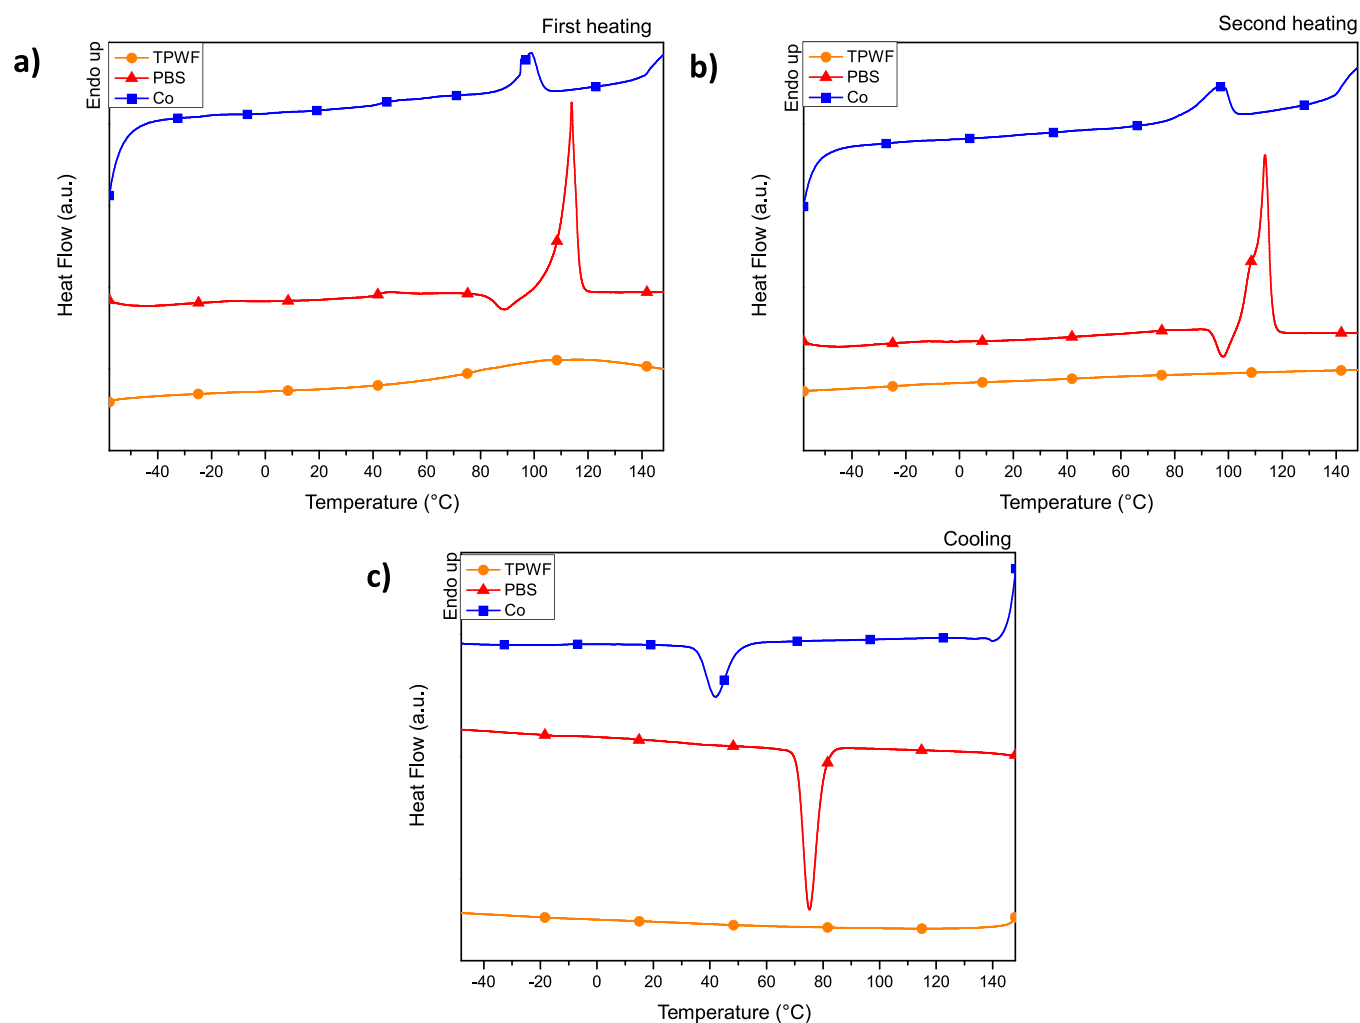 First heating
a)
Endo up
TPWF
PBS
Co
Heat Flow (a.u.)
-40 -20 0 20 40 60 80 100 120 140
Temperature (°C)
Second heating
b)
Endo up
TPWF
PBS
Co
Heat Flow (a.u.)
-40 -20 0 20 40 60 80 100 120 140
Temperature (°C)
Cooling
c)
Endo up
TPWF
PBS
Co
Heat Flow (a.u.)
-40 -20 0 20 40 60 80 100 120 140
Temperature (°C)